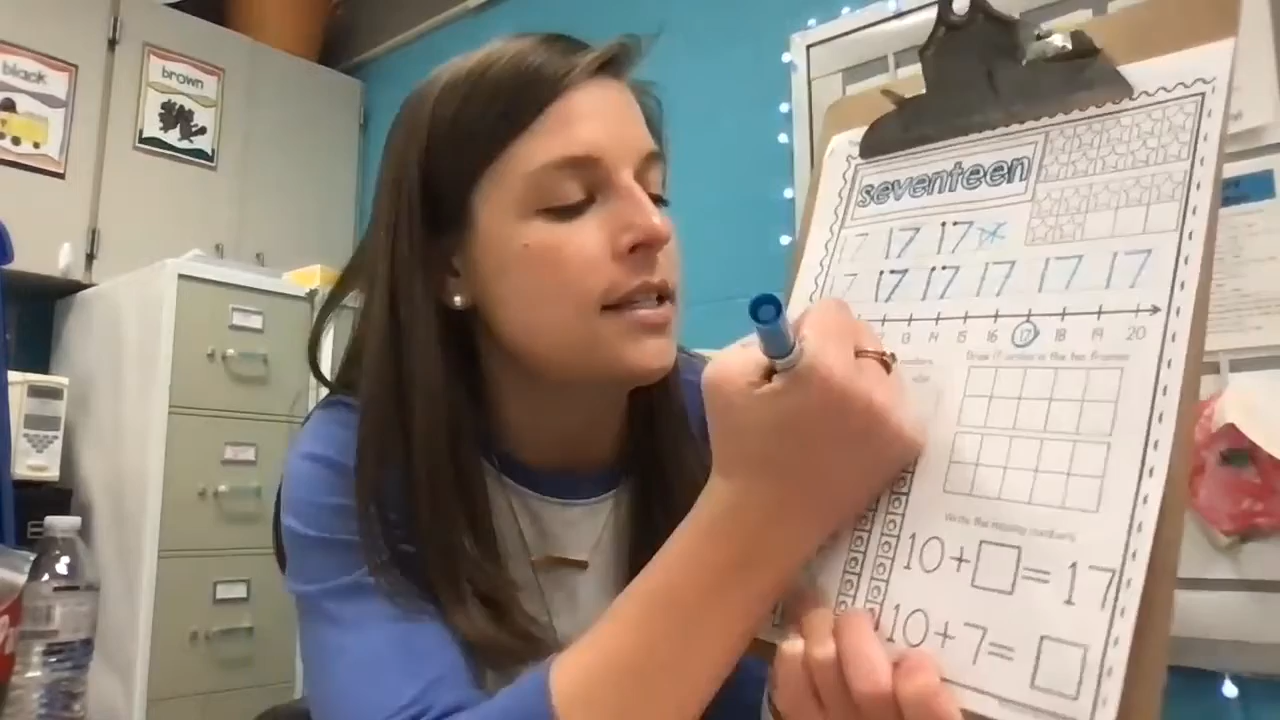 black
brown
seventeen
17 17 17
17 17 17 17 17 17
13 14 15 16 17 18 19 20
Draw 17 circles in the ten frames
Write the missing numbers.
10+ = 17
10+7=